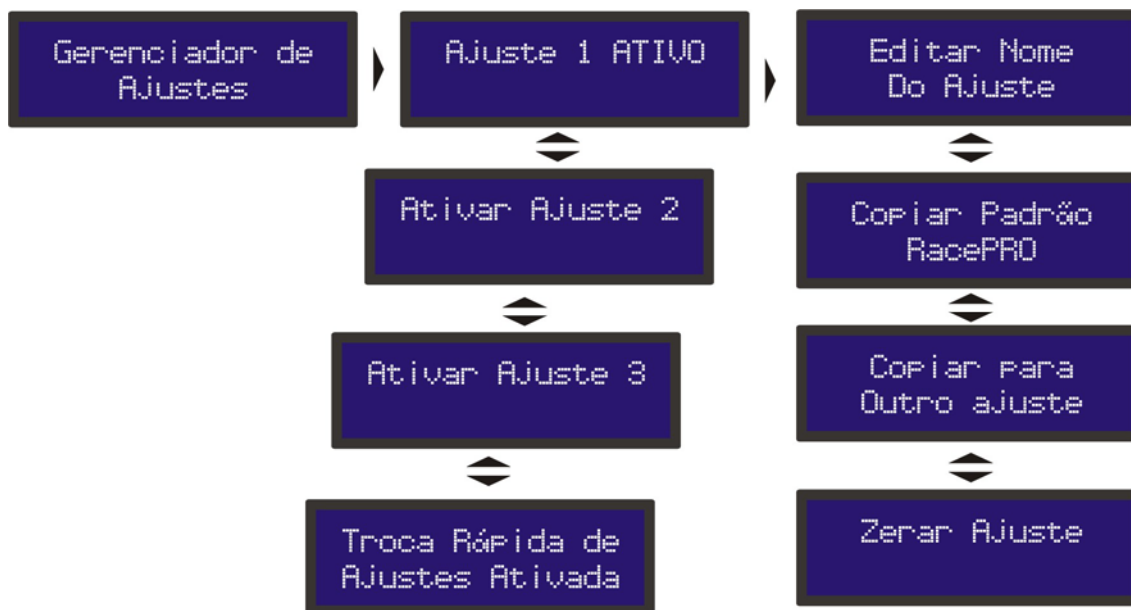 Gerenciador de
Ajustes
Ajuste 1 ATIVO
Editar Nome
Do Ajuste
Ativar Ajuste 2
Copiar Padrão
RacePRO
Ativar Ajuste 3
Copiar para
Outro ajuste
Troca Rápida de
Ajustes Ativada
Zerar Ajuste